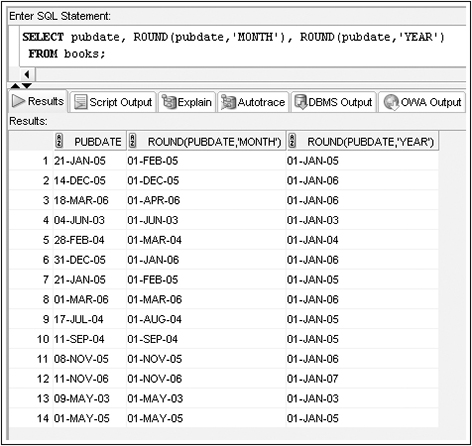 Enter SQL Statement:
SELECT pubdate, ROUND(pubdate,'MONTH'), ROUND(pubdate,'YEAR')
FROM books;
Results Script Output Explain Autotrace DBMS Output OWA Output
Results:
PUBDATE ROUND(PUBDATE,'MONTH') ROUND(PUBDATE,'YEAR')
1 21-JAN-05 01-FEB-05 01-JAN-05
2 14-DEC-05 01-DEC-05 01-JAN-06
3 18-MAR-06 01-APR-06 01-JAN-06
4 04-JUN-03 01-JUN-03 01-JAN-03
5 28-FEB-04 01-MAR-04 01-JAN-04
6 31-DEC-05 01-JAN-06 01-JAN-06
7 21-JAN-05 01-FEB-05 01-JAN-05
8 01-MAR-06 01-MAR-06 01-JAN-06
9 17-JUL-04 01-AUG-04 01-JAN-05
10 11-SEP-04 01-SEP-04 01-JAN-05
11 08-NOV-05 01-NOV-05 01-JAN-06
12 11-NOV-06 01-NOV-06 01-JAN-07
13 09-MAY-03 01-MAY-03 01-JAN-03
14 01-MAY-05 01-MAY-05 01-JAN-05